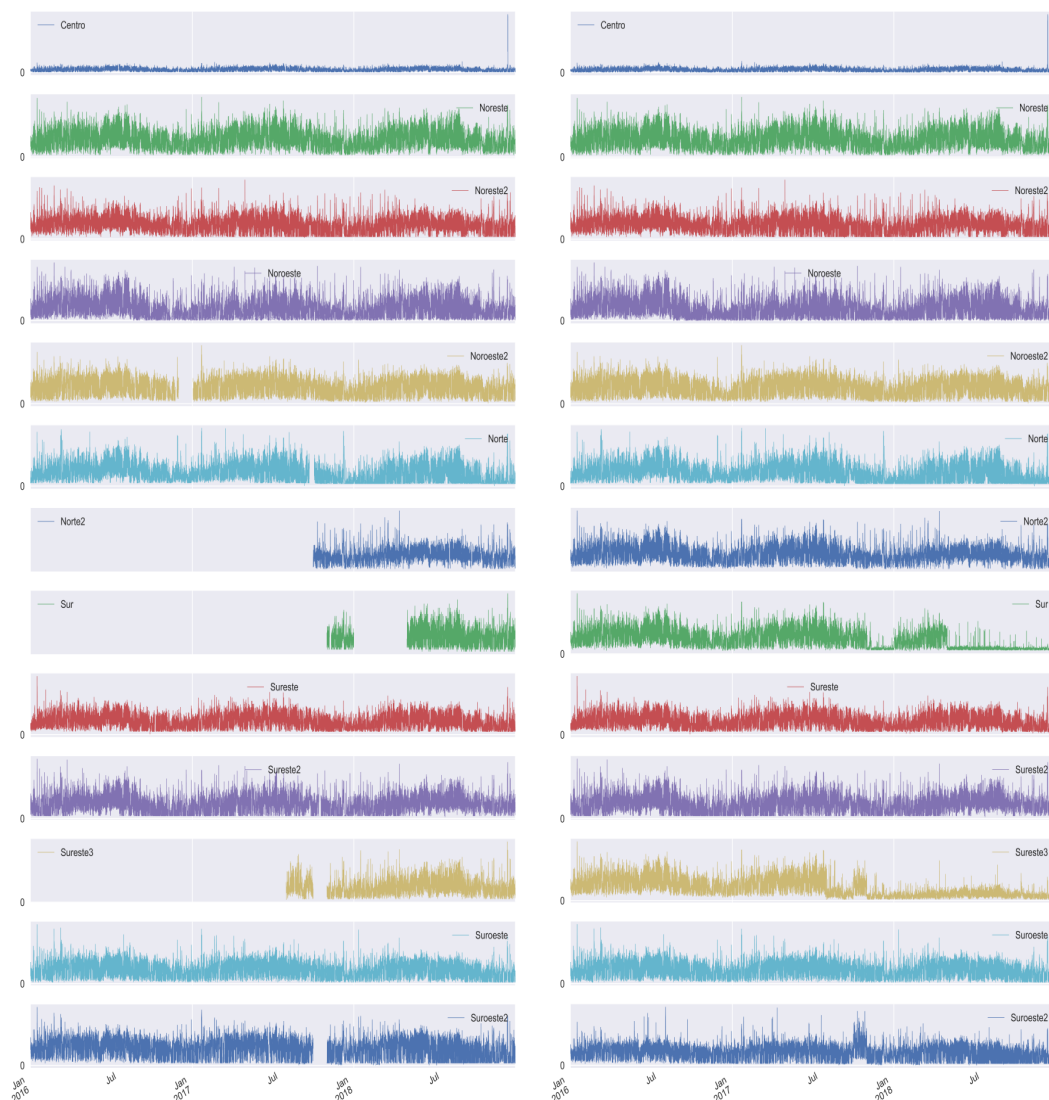 Centro
0
Noreste
0
Noreste2
0
Noroeste
0
Noroeste2
0
Norte
0
Norte2
Sur
Sureste
0
Sureste2
0
Sureste3
0
Suroeste
0
Suroeste2
0
Jan
2016
Jul
Jan
2017
Jul
Jan
2018
Jul
Centro
0
Noreste
0
Noreste2
0
Noroeste
0
Noroeste2
0
Norte
0
Norte2
0
Sur
0
Sureste
0
Sureste2
0
Sureste3
0
Suroeste
0
Suroeste2
0
Jan
2016
Jul
Jan
2017
Jul
Jan
2018
Jul